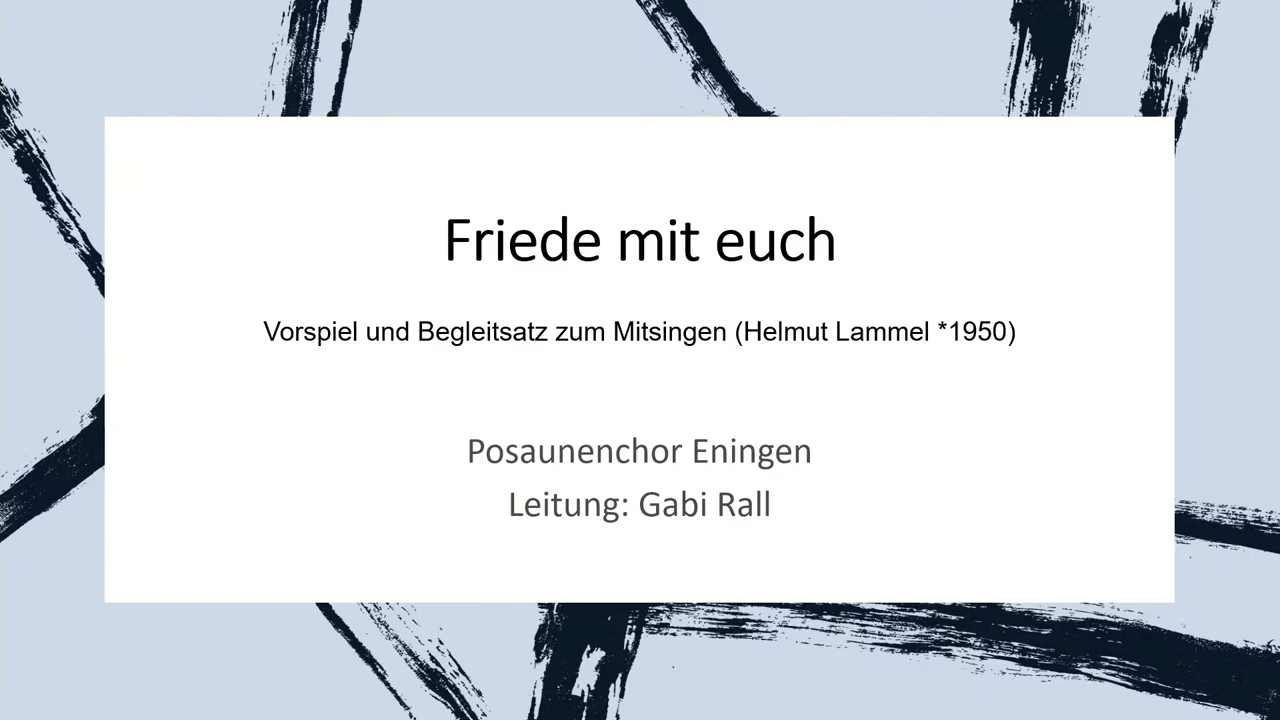 Friede mit euch
Vorspiel und Begleitsatz zum Mitsingen (Helmut Lammel *1950)
Posaunenchor Eningen
Leitung: Gabi Rall